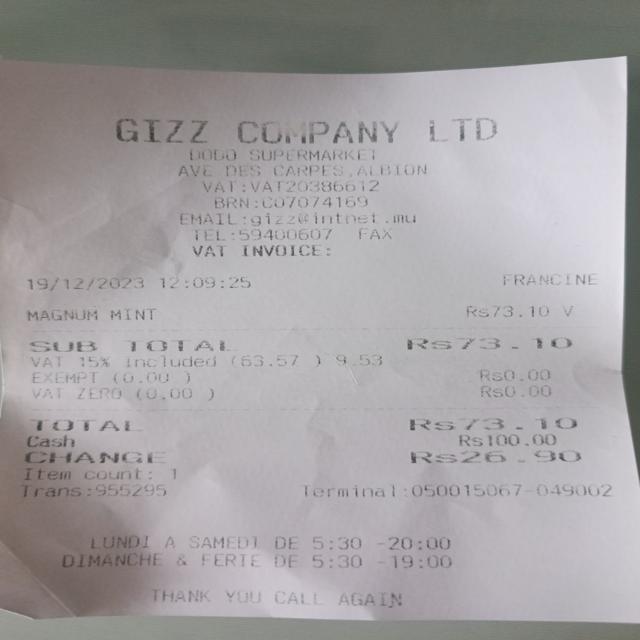 GIZZ COMPANY LTD
DODO SUPERMARKET
AVE DES CARPES,ALBION
VAT:VAT20386612
BRN:C07074169
EMAIL:gizz@intnet.mu
TEL:59400607 FAX
VAT INVOICE:
19/12/2023 12:09:25 FRANCINE
MAGNUM MINT Rs73.10 V
SUB TOTAL Rs73.10
VAT 15% included (63.57 ) 9.53
EXEMPT (0.00 ) Rs0.00
VAT ZERO (0.00 ) Rs0.00
TOTAL Rs73.10
Cash Rs100.00
CHANGE Rs26.90
Item count: 1
Trans:955295 Terminal:050015067-049002
LUNDI A SAMEDI DE 5:30 -20:00
DIMANCHE & FERIE DE 5:30 -19:00
THANK YOU CALL AGAIN